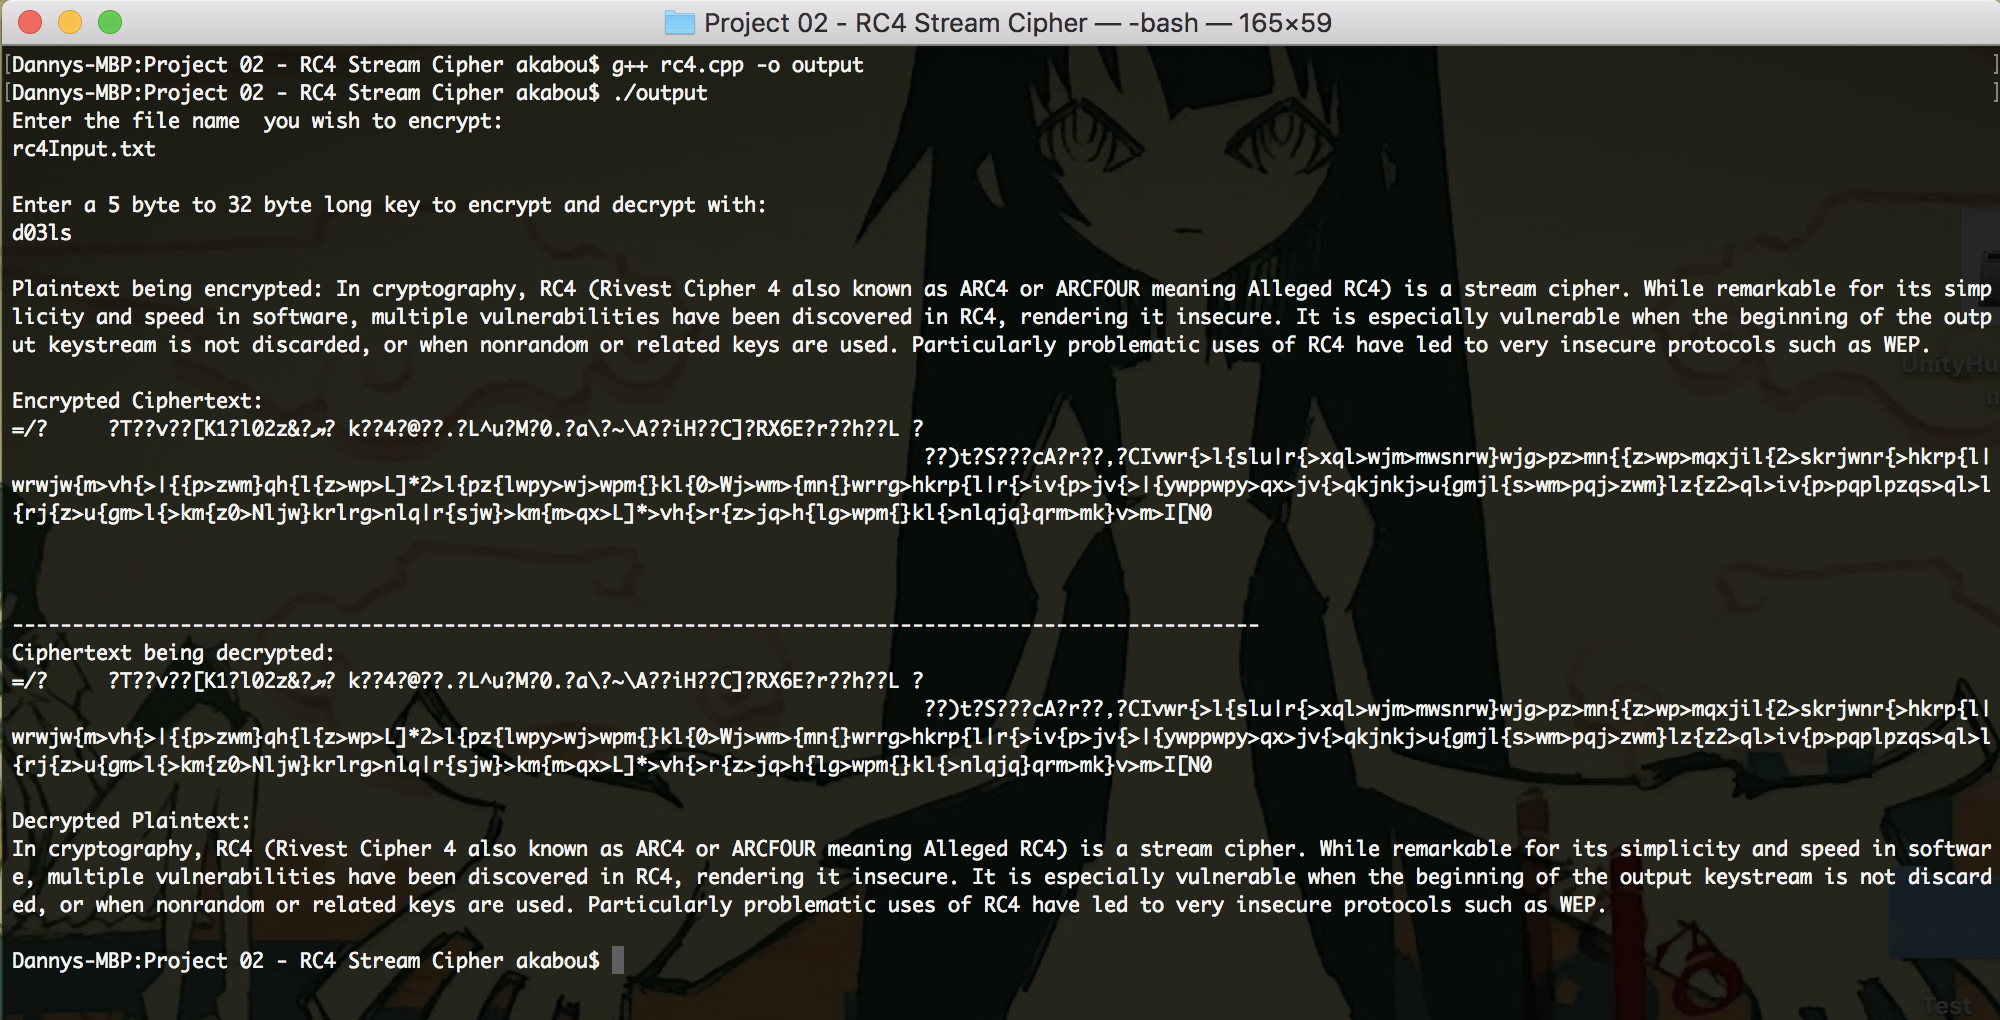 Project 02 - RC4 Stream Cipher — -bash — 165×59
[Dannys-MBP:Project 02 - RC4 Stream Cipher akabou$ g++ rc4.cpp -o output ]
[Dannys-MBP:Project 02 - RC4 Stream Cipher akabou$ ./output ]
Enter the file name  you wish to encrypt:
rc4Input.txt
Enter a 5 byte to 32 byte long key to encrypt and decrypt with:
d03ls
Plaintext being encrypted: In cryptography, RC4 (Rivest Cipher 4 also known as ARC4 or ARCFOUR meaning Alleged RC4) is a stream cipher. While remarkable for its simp
licity and speed in software, multiple vulnerabilities have been discovered in RC4, rendering it insecure. It is especially vulnerable when the beginning of the outp
ut keystream is not discarded, or when nonrandom or related keys are used. Particularly problematic uses of RC4 have led to very insecure protocols such as WEP.
Encrypted Ciphertext:
=/?     ?T??v??[K1?l02z&? ? k??4?@??.?L^u?M?0.?a\?~\A??iH??C]?RX6E?r??h??L ?
??)t?S???cA?r??,?CIvwr{>l{slu|r{>xql>wjm>mwsnrw}wjg>pz>mn{{z>wp>mqxjil{2>skrjwnr{>hkrp{l|
wrwjw{m>vh{>|{{p>zwm}qh{l{z>wp>L]*2>l{pz{lwpy>wj>wpm{}kl{0>Wj>wm>{mn{}wrrg>hkrp{l|r{>iv{p>jv{>|{ywppwpy>qx>jv{>qkjnkj>u{gmjl{s>wm>pqj>zwm}lz{z2>ql>iv{p>pqplpzqs>ql>l
{rj{z>u{gm>l{>km{z0>Nljw}krlrg>nlq|r{sjw}>km{m>qx>L]*>vh{>r{z>jq>h{lg>wpm{}kl{>nlqjq}qrm>mk}v>m>I[N0
--------------------------------------------------------------------------------------------------------
Ciphertext being decrypted:
=/?     ?T??v??[K1?l02z&? ? k??4?@??.?L^u?M?0.?a\?~\A??iH??C]?RX6E?r??h??L ?
??)t?S???cA?r??,?CIvwr{>l{slu|r{>xql>wjm>mwsnrw}wjg>pz>mn{{z>wp>mqxjil{2>skrjwnr{>hkrp{l|
wrwjw{m>vh{>|{{p>zwm}qh{l{z>wp>L]*2>l{pz{lwpy>wj>wpm{}kl{0>Wj>wm>{mn{}wrrg>hkrp{l|r{>iv{p>jv{>|{ywppwpy>qx>jv{>qkjnkj>u{gmjl{s>wm>pqj>zwm}lz{z2>ql>iv{p>pqplpzqs>ql>l
{rj{z>u{gm>l{>km{z0>Nljw}krlrg>nlq|r{sjw}>km{m>qx>L]*>vh{>r{z>jq>h{lg>wpm{}kl{>nlqjq}qrm>mk}v>m>I[N0
Decrypted Plaintext:
In cryptography, RC4 (Rivest Cipher 4 also known as ARC4 or ARCFOUR meaning Alleged RC4) is a stream cipher. While remarkable for its simplicity and speed in softwar
e, multiple vulnerabilities have been discovered in RC4, rendering it insecure. It is especially vulnerable when the beginning of the output keystream is not discard
ed, or when nonrandom or related keys are used. Particularly problematic uses of RC4 have led to very insecure protocols such as WEP.
Dannys-MBP:Project 02 - RC4 Stream Cipher akabou$
UnityHu
Test